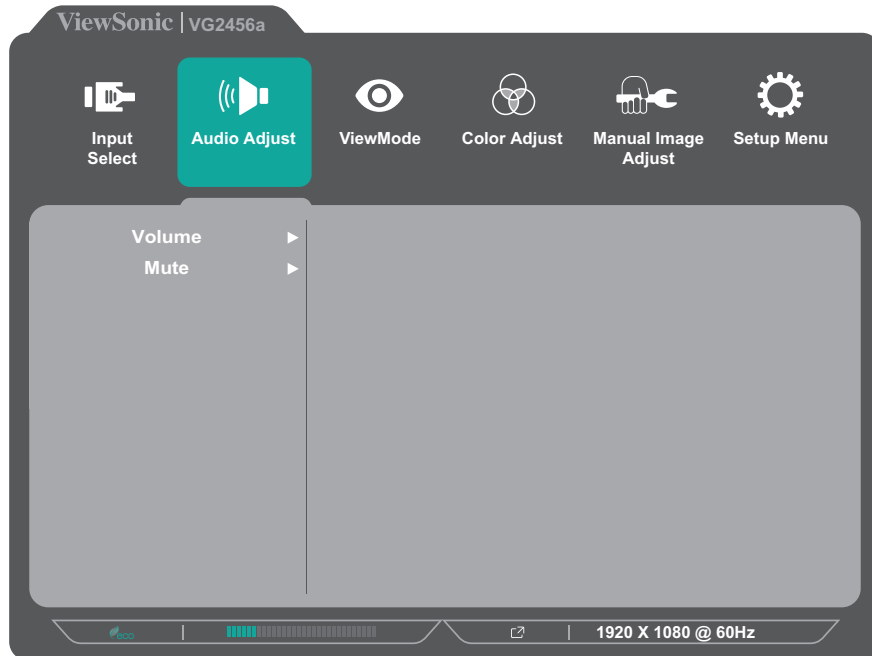 ViewSonic | VG2456a
Input Select
Audio Adjust
ViewMode
Color Adjust
Manual Image Adjust
Setup Menu
Volume
Mute
eco
1920 X 1080 @ 60Hz